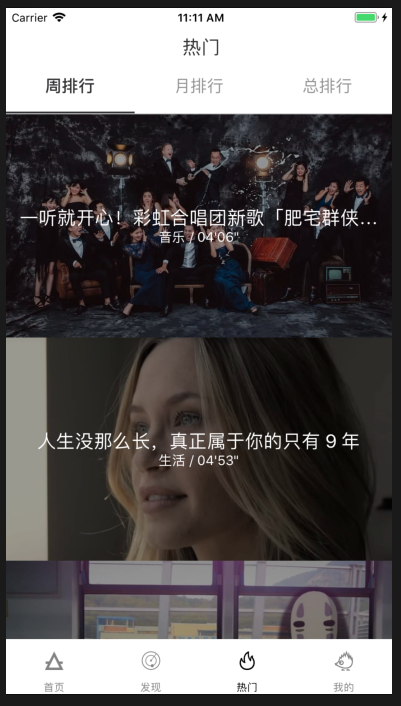 Carrier 11:11 AM
热门
周排行 月排行 总排行
一听就开心！彩虹合唱团新歌「肥宅群侠...
音乐 / 04'06"
人生没那么长，真正属于你的只有 9 年
生活 / 04'53"
首页 发现 热门 我的